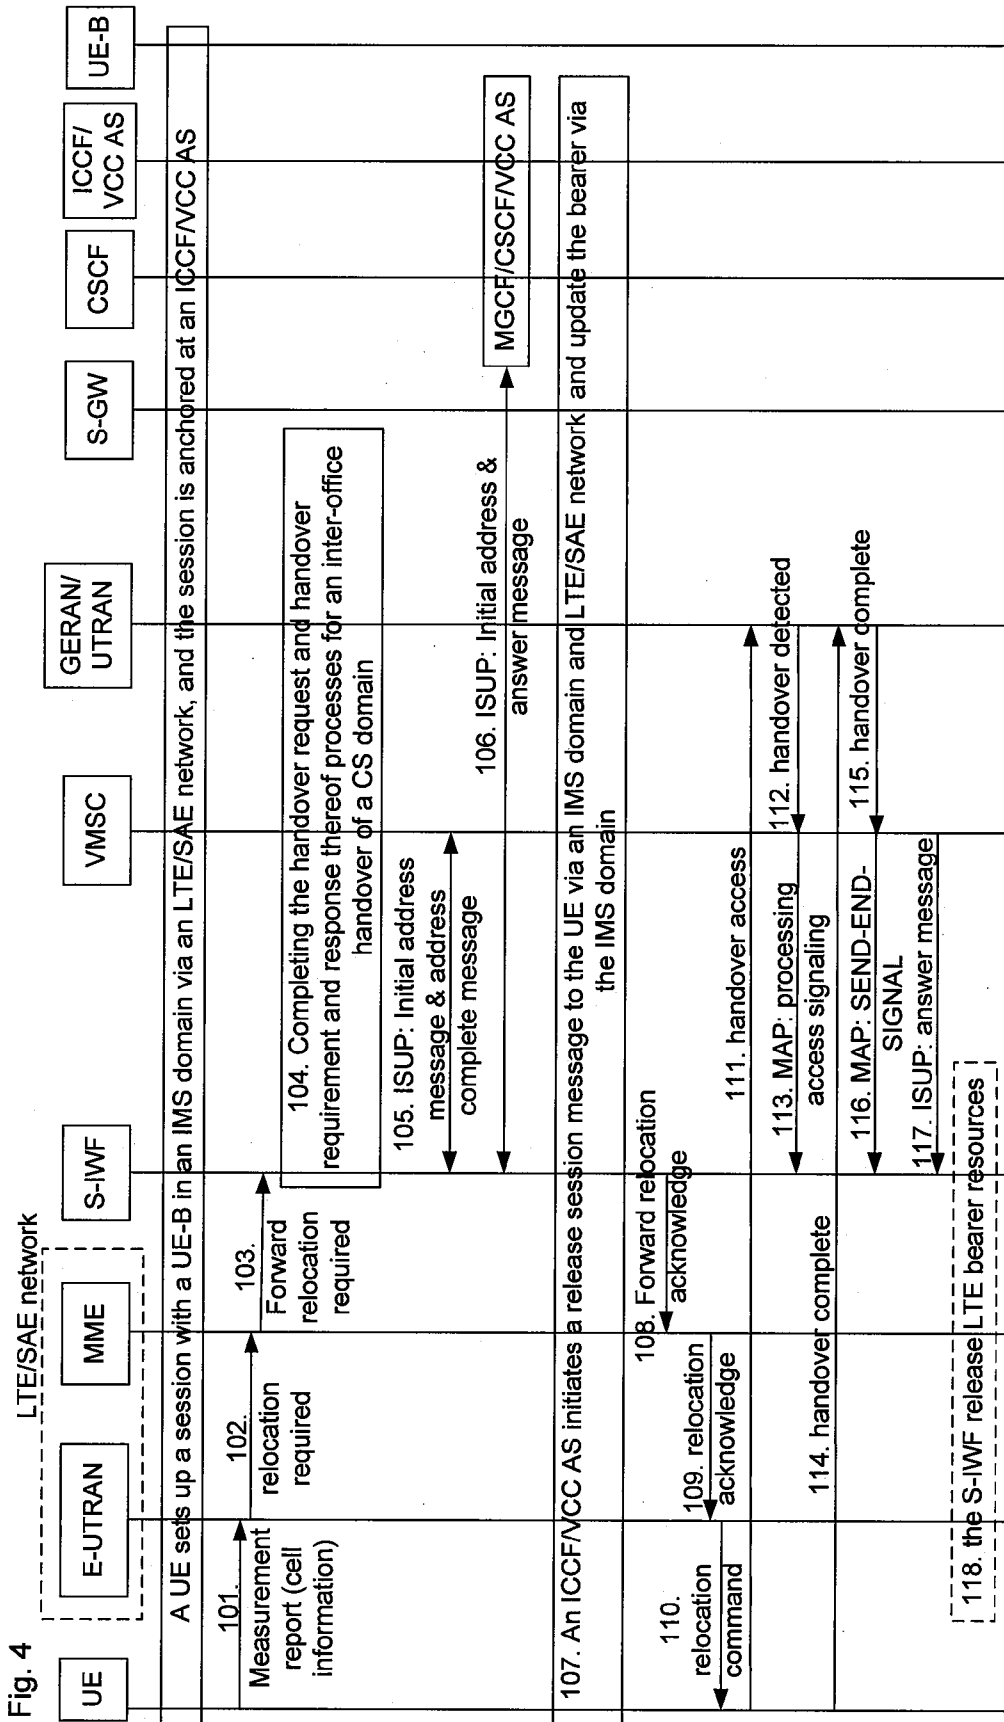 Fig. 4
LTE/SAE network
UE
E-UTRAN
MME
S-IWF
VMSC
GERAN/
UTRAN
S-GW
CSCF
ICCF/
VCC AS
UE-B
A UE sets up a session with a UE-B in an IMS domain via an LTE/SAE network, and the session is anchored at an ICCF/VCC AS
101.
Measurement
report (cell
information)
102.
relocation
required
103.
Forward
relocation
required
104. Completing the handover request and handover
requirement and response thereof processes for an inter-office
handover of a CS domain
105. ISUP: Initial address
message & address
complete message
106. ISUP: Initial address &
answer message
MGCF/CSCF/VCC AS
107. An ICCF/VCC AS initiates a release session message to the UE via an IMS domain and LTE/SAE network and update the bearer via
the IMS domain
108. Forward relocation
acknowledge
109. relocation
acknowledge
110.
relocation
command
111. handover access
112. handover detected
113. MAP: processing
access signaling
114. handover complete
115. handover complete
116. MAP: SEND-END-
SIGNAL
117. ISUP: answer message
118. the S-IWF release LTE bearer resources